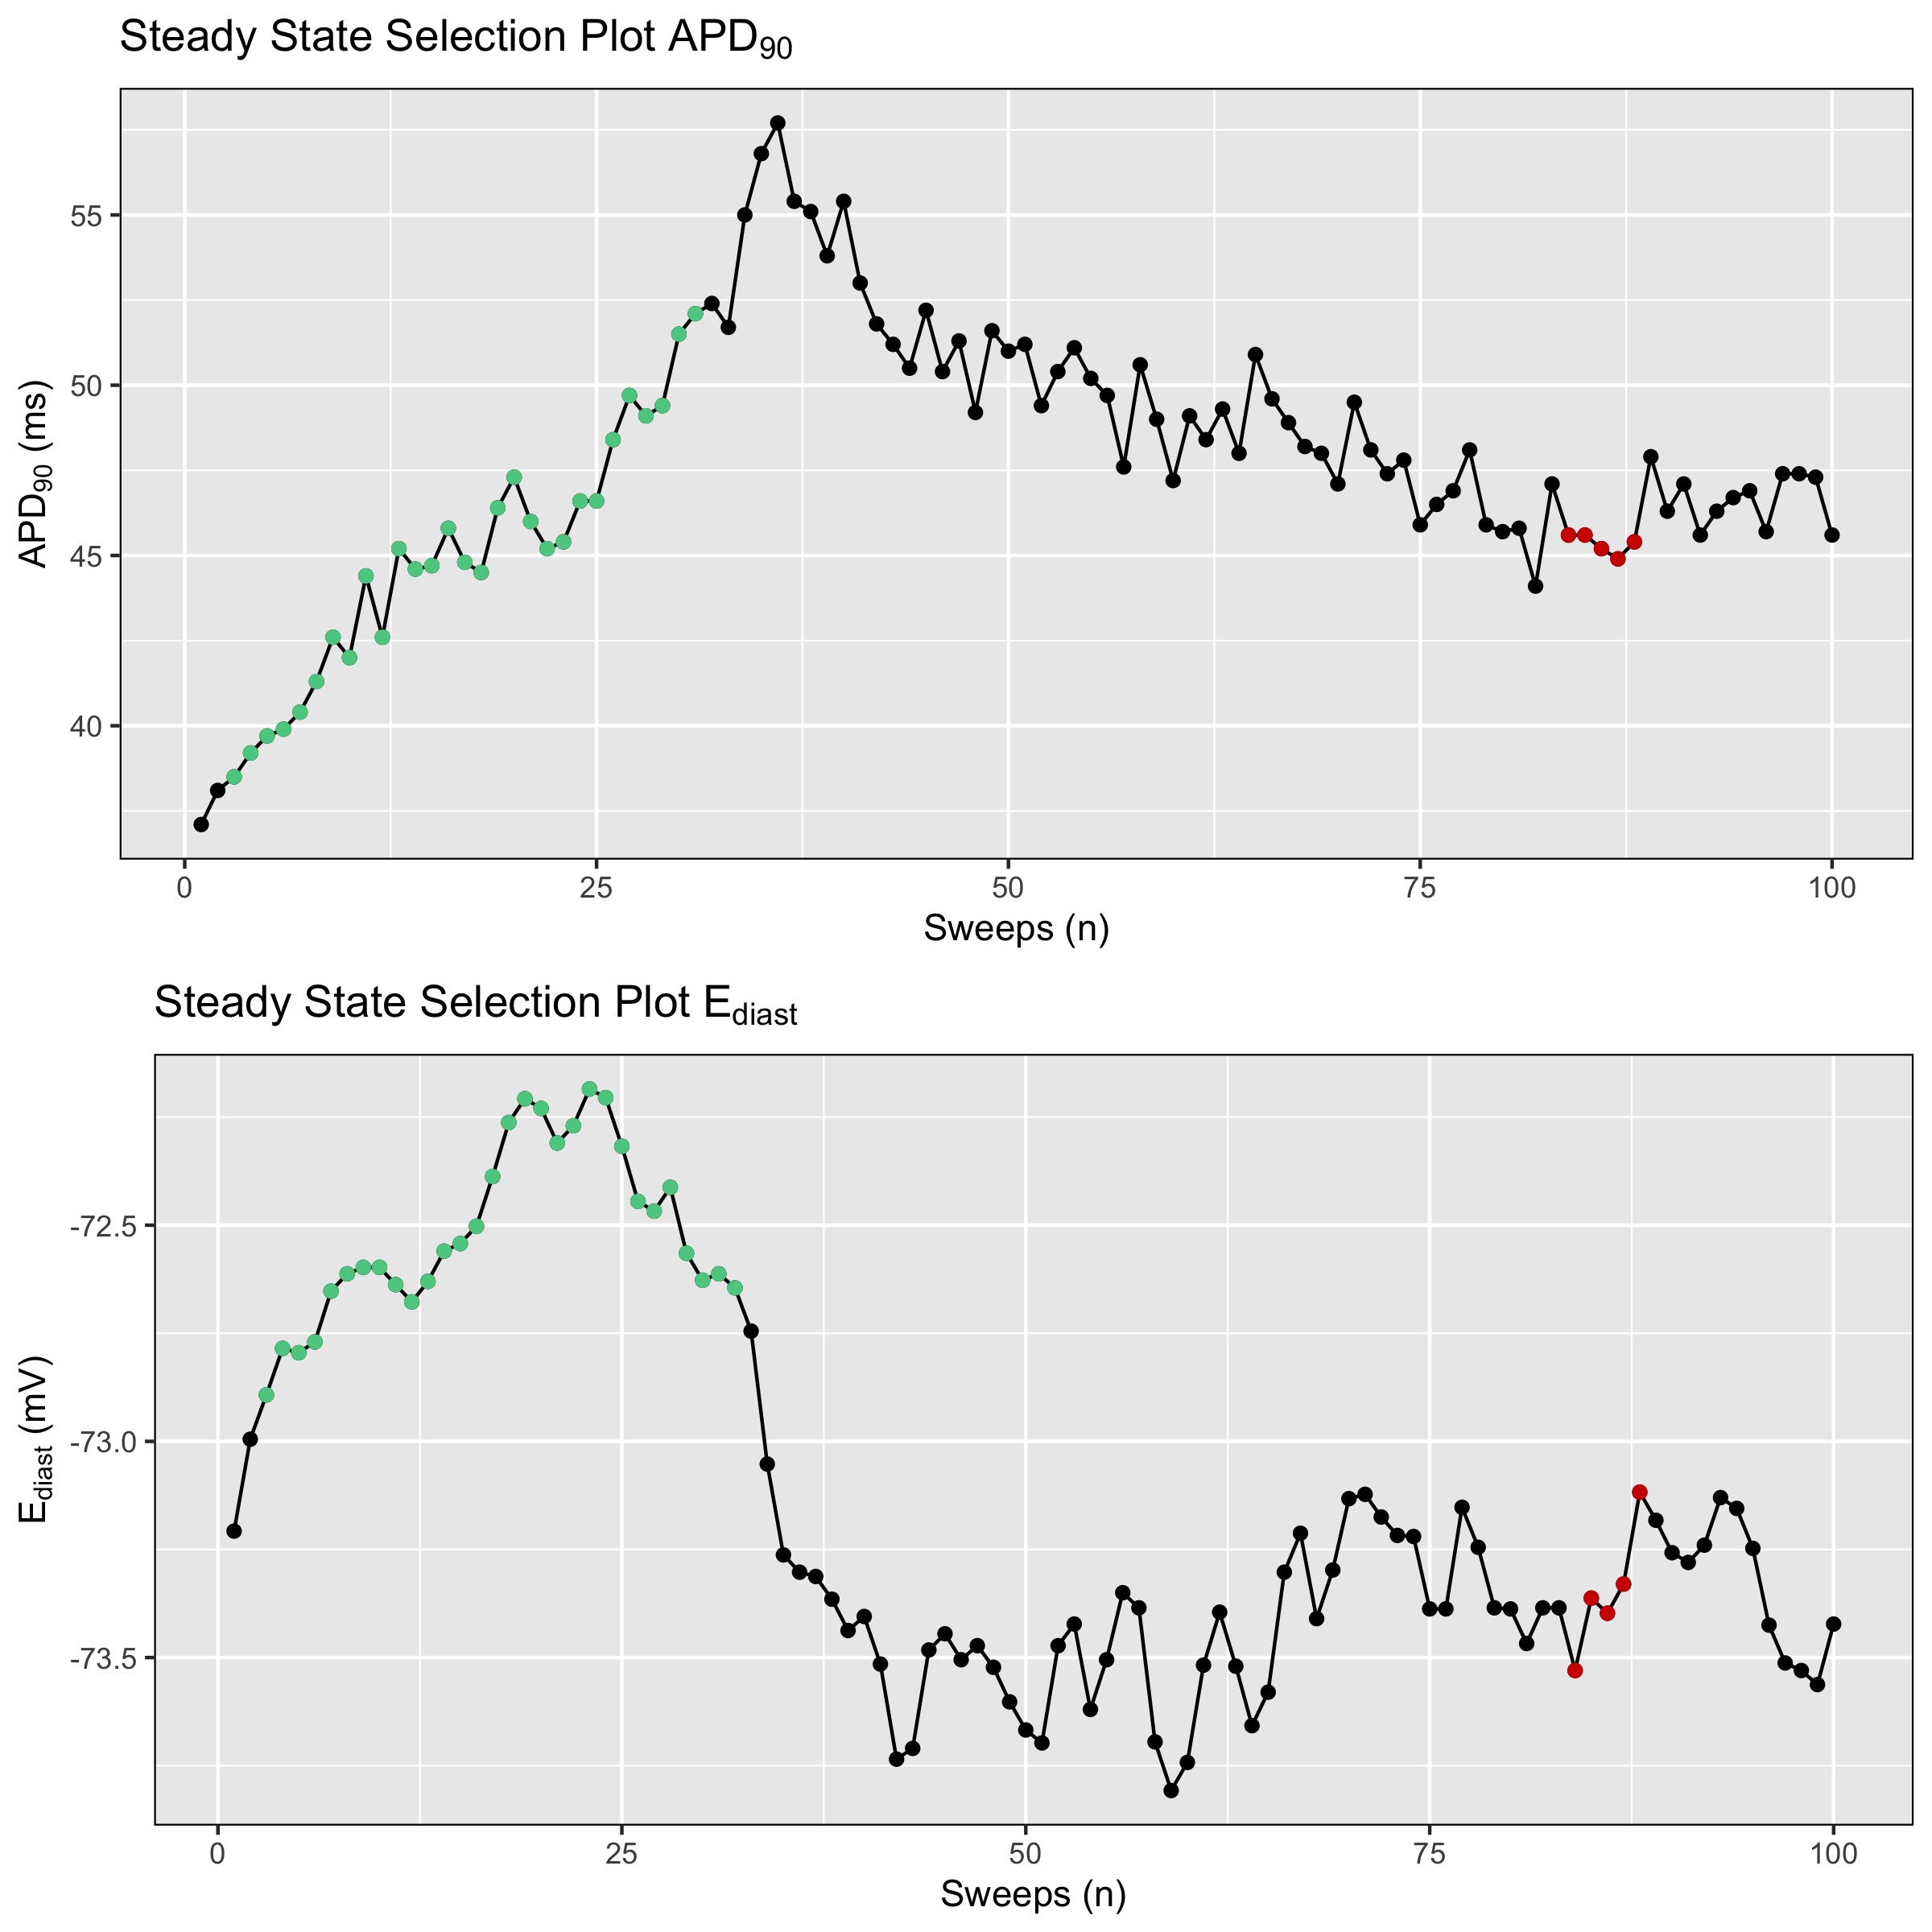 Steady State Selection Plot APD90
APD90 (ms)
55
50
45
40
0 25 50 75 100
Sweeps (n)
Steady State Selection Plot Ediast
Ediast (mV)
-72.5
-73.0
-73.5
0 25 50 75 100
Sweeps (n)